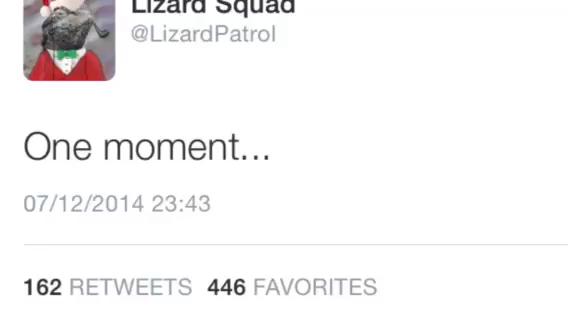 Lizard Squad
@LizardPatrol
One moment...
07/12/2014 23:43
162 RETWEETS 446 FAVORITES